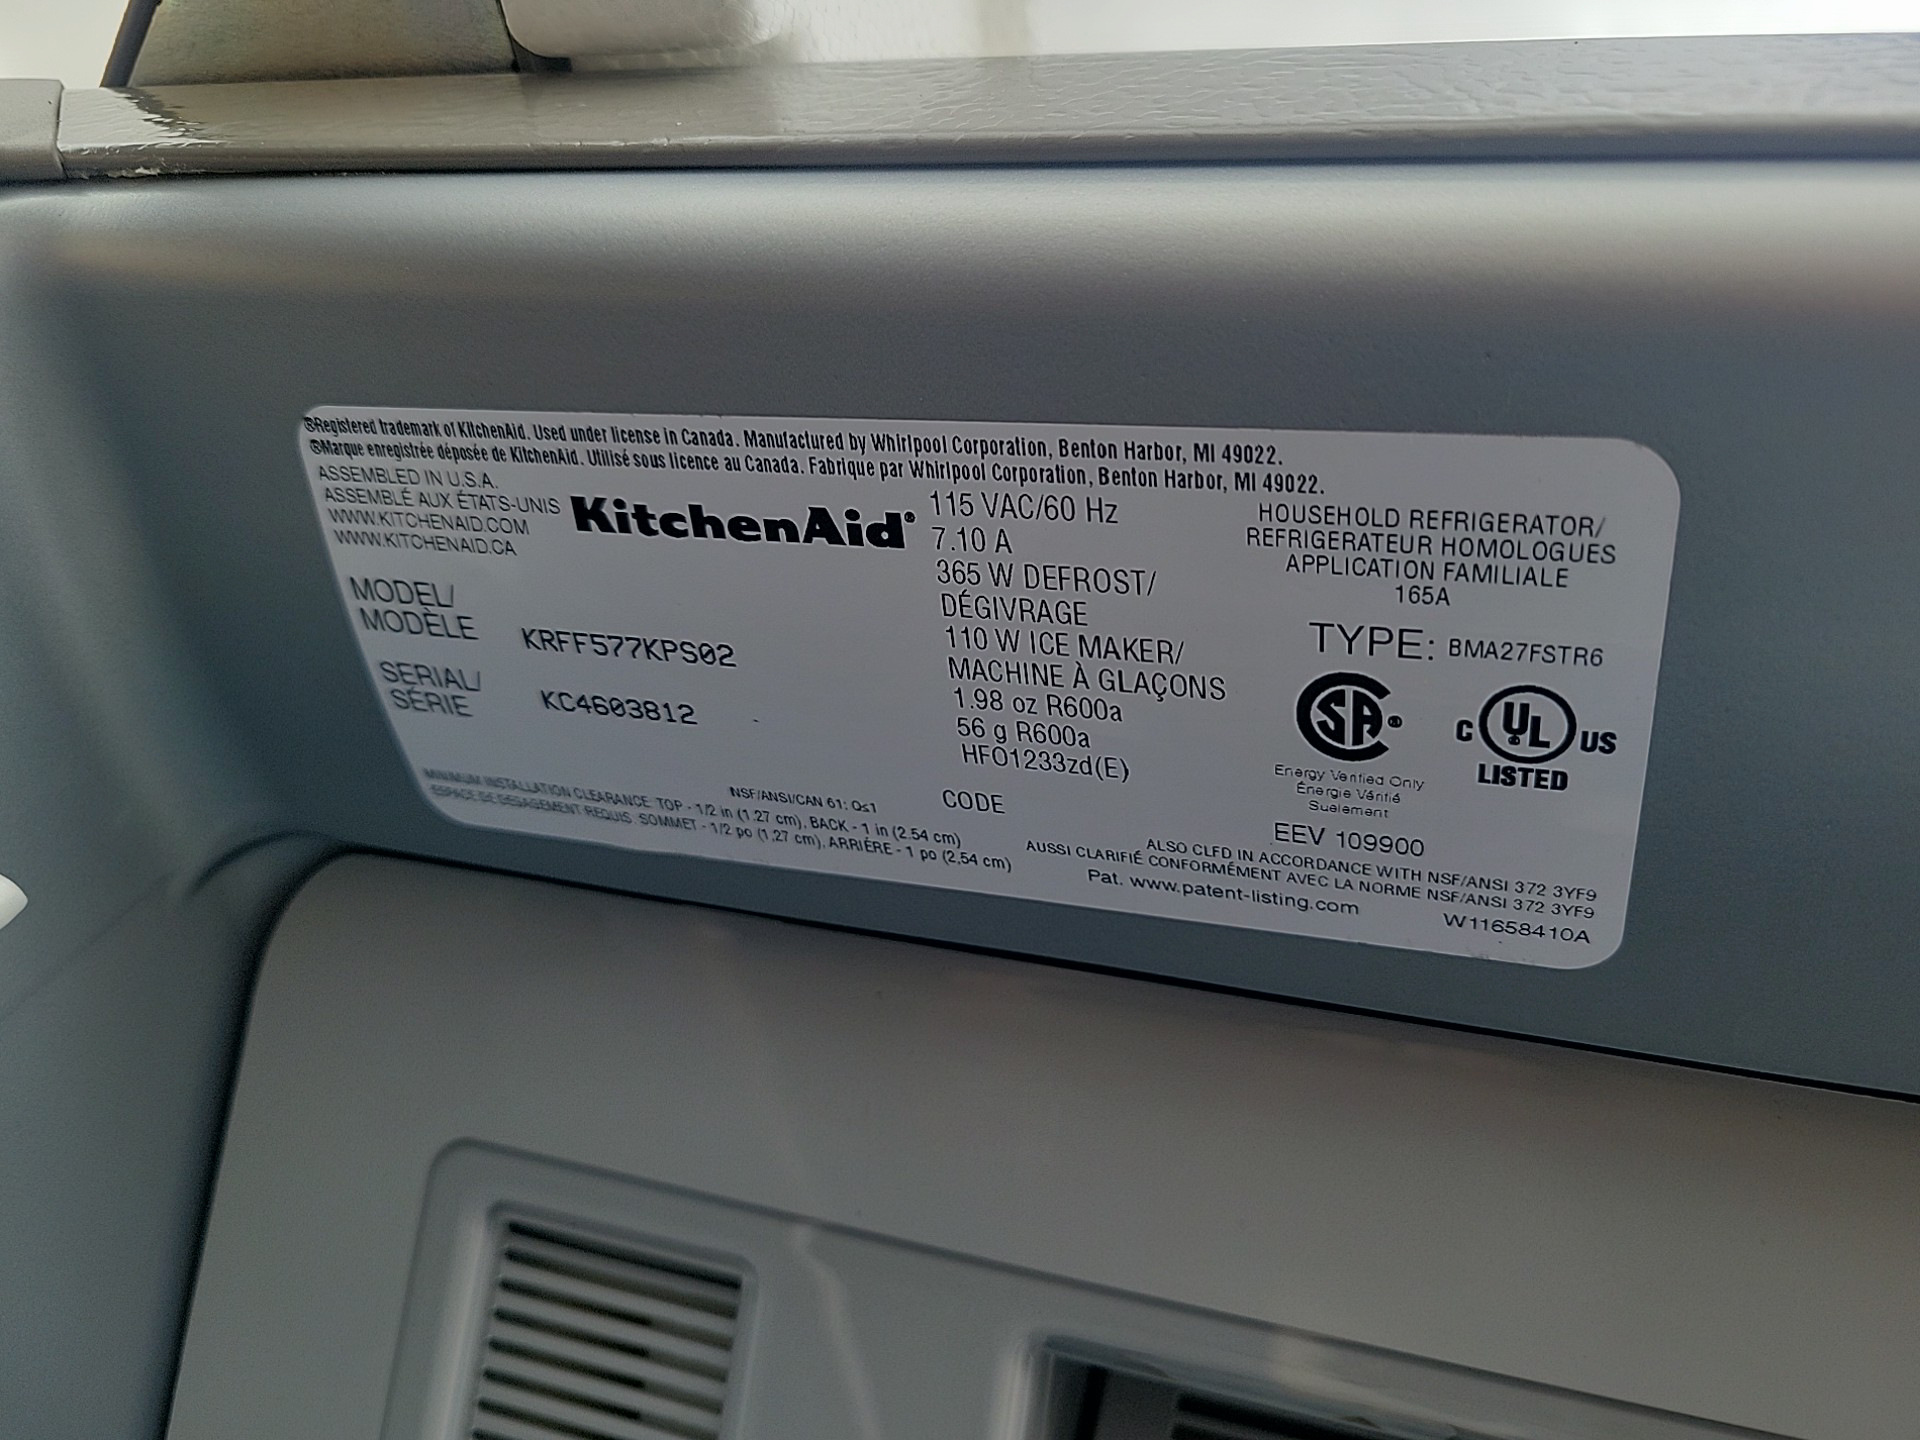 ®Registered trademark of KitchenAid. Used under license in Canada. Manufactured by Whirlpool Corporation, Benton Harbor, MI 49022.
®Marque enregistrée déposée de KitchenAid. Utilisé sous licence au Canada. Fabrique par Whirlpool Corporation, Benton Harbor, MI 49022.
ASSEMBLED IN U.S.A.
ASSEMBLÉ AUX ÉTATS-UNIS
WWW.KITCHENAID.COM
WWW.KITCHENAID.CA
KitchenAid®
MODEL/
MODÈLE KRFF577KPS02
SERIAL/
SÉRIE KC4603812
115 VAC/60 Hz
7.10 A
365 W DEFROST/
DÉGIVRAGE
110 W ICE MAKER/
MACHINE À GLAÇONS
1.98 oz R600a
56 g R600a
HFO1233zd(E)
CODE
HOUSEHOLD REFRIGERATOR/
REFRIGERATEUR HOMOLOGUES
APPLICATION FAMILIALE
165A
TYPE: BMA27FSTR6
SA®
Energy Verified Only
Énergie Vérifié
Suelement
EEV 109900
C UL® US
LISTED
NSF/ANSI/CAN 61: Q≤1
MINIMUM INSTALLATION CLEARANCE: TOP - 1/2 in (1.27 cm), BACK - 1 in (2.54 cm)
ESPACE DE DÉGAGEMENT REQUIS: SOMMET - 1/2 po (1,27 cm), ARRIÈRE - 1 po (2,54 cm)
ALSO CLFD IN ACCORDANCE WITH NSF/ANSI 372 3YF9
AUSSI CLARIFIÉ CONFORMÉMENT AVEC LA NORME NSF/ANSI 372 3YF9
Pat. www.patent-listing.com
W11658410A